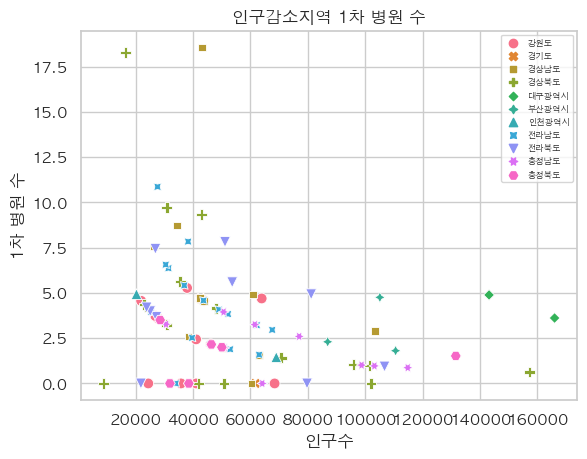 인구감소지역 1차 병원 수
1차 병원 수
17.5
15.0
12.5
10.0
7.5
5.0
2.5
0.0
강원도
경기도
경상남도
경상북도
대구광역시
부산광역시
인천광역시
전라남도
전라북도
충청남도
충청북도
20000 40000 60000 80000 100000 120000 140000 160000
인구수